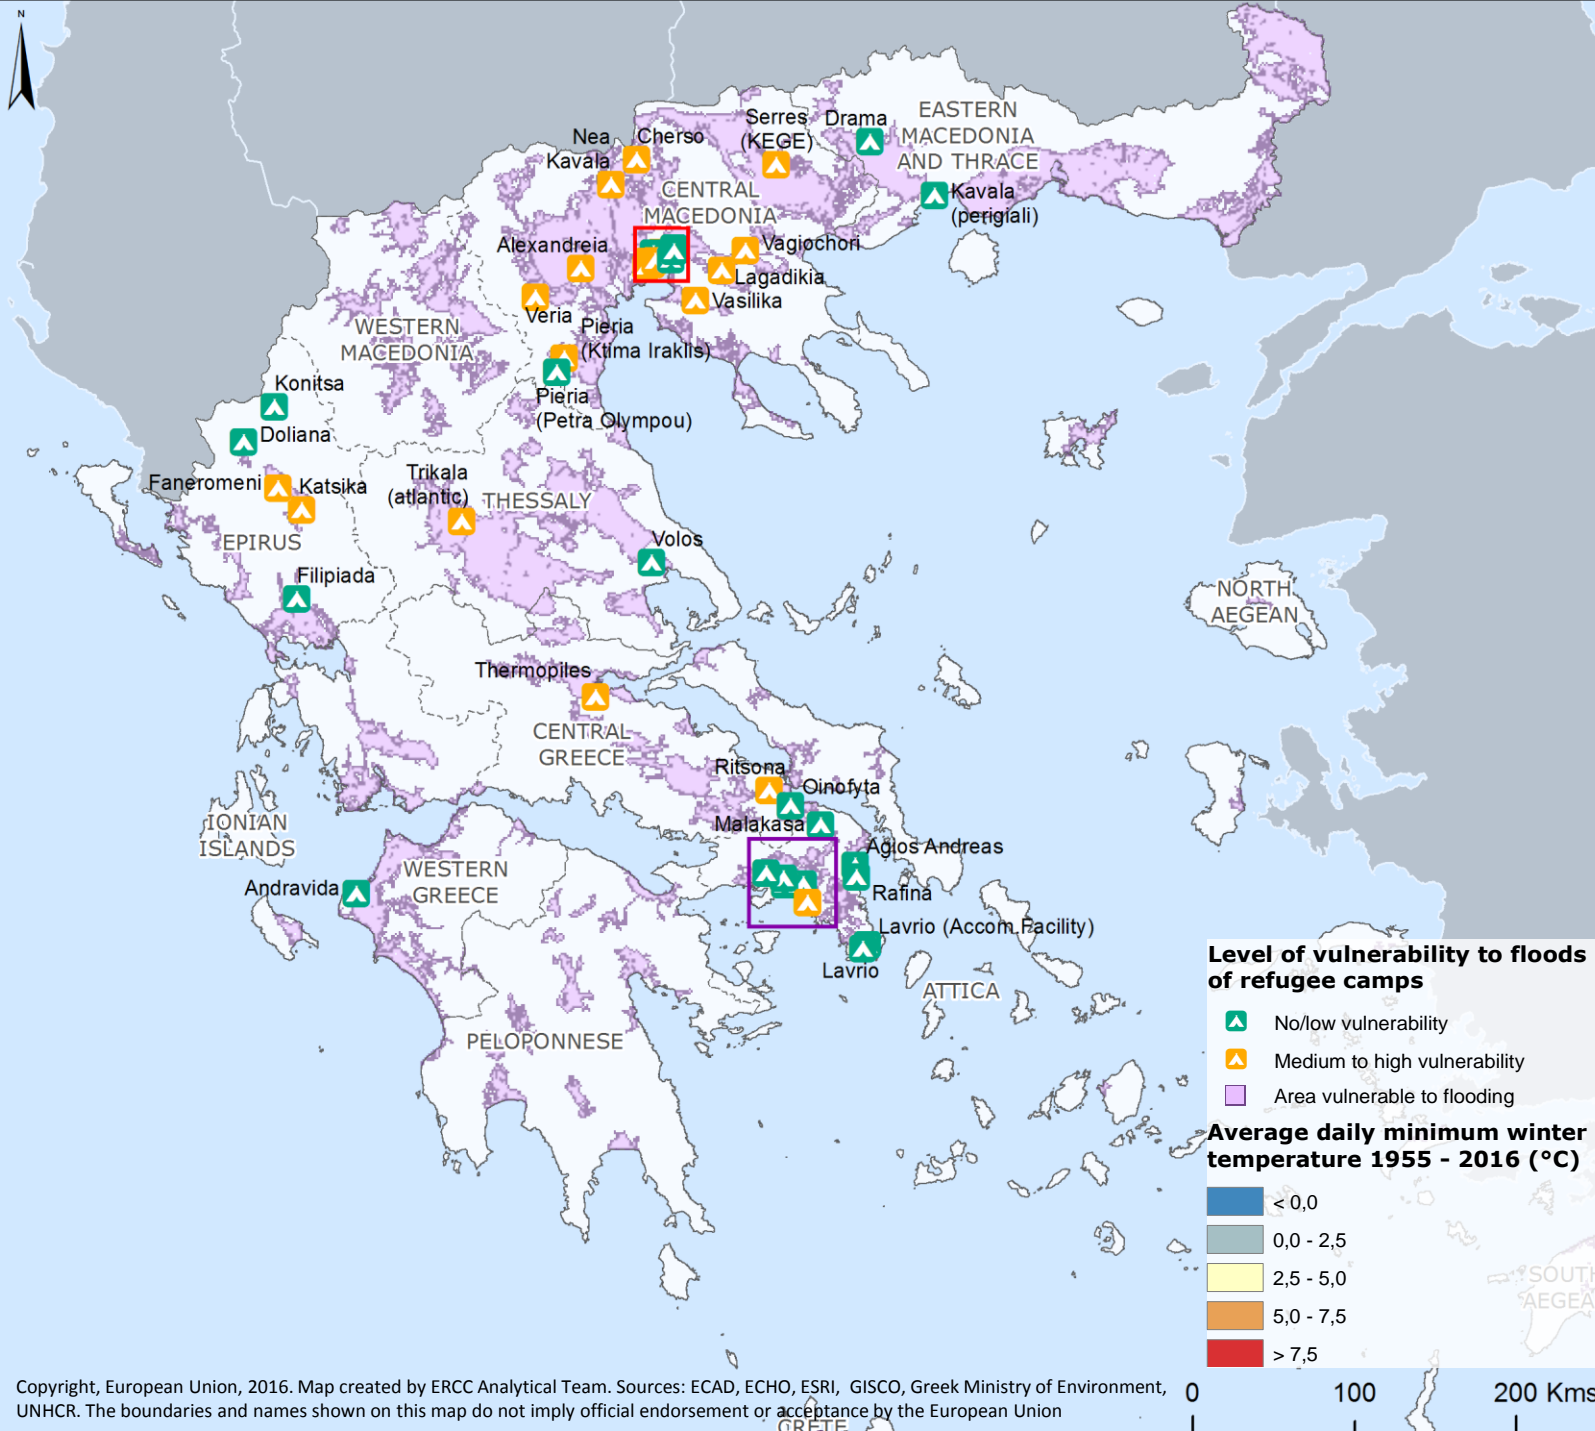 N
EASTERN
MACEDONIA
AND THRACE
Serres
(KEGE)
Drama
Nea
Kavala
Cherso
Kavala
(perigiali)
CENTRAL
MACEDONIA
Alexandreia
Vagiochori
Lagadikia
Vasilika
Veria
WESTERN
MACEDONIA
Pieria
(Ktima Iraklis)
Pieria
(Petra Olympou)
Konitsa
Doliana
Faneromeni
Katsika
Trikala
(atlantic)
THESSALY
EPIRUS
Volos
Filipiada
NORTH
AEGEAN
Thermopiles
CENTRAL
GREECE
Ritsona
Oinofyta
Malakasa
IONIAN
ISLANDS
Agios Andreas
WESTERN
GREECE
Andravida
Rafina
Lavrio (Accom.Facility)
Lavrio
ATTICA
PELOPONNESE
Level of vulnerability to floods
of refugee camps
No/low vulnerability
Medium to high vulnerability
Area vulnerable to flooding
Average daily minimum winter
temperature 1955 - 2016 (°C)
< 0,0
0,0 - 2,5
2,5 - 5,0
5,0 - 7,5
> 7,5
SOUTH
AEGEA
Copyright, European Union, 2016. Map created by ERCC Analytical Team. Sources: ECAD, ECHO, ESRI, GISCO, Greek Ministry of Environment,
UNHCR. The boundaries and names shown on this map do not imply official endorsement or acceptance by the European Union
CRETE
0 100 200 Kms